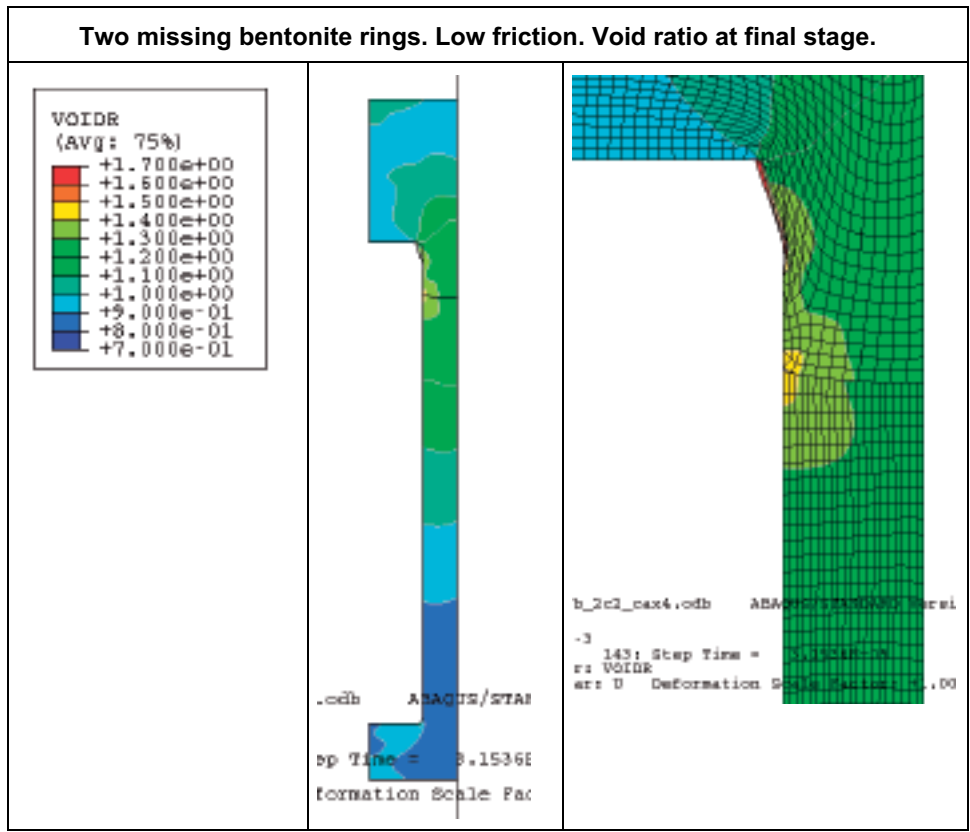 Two missing bentonite rings. Low friction. Void ratio at final stage.
VOIDR
(Avg: 75%)
+1.700e+00
+1.600e+00
+1.500e+00
+1.400e+00
+1.300e+00
+1.200e+00
+1.100e+00
+1.000e+00
+9.000e-01
+8.000e-01
+7.000e-01
.odb ABAQUS/STAN
ep Time = 3.1536E
formation Scale Fac
b_2c2_cax4.odb ABAQUS/STANDARD Versi
-3
143: Step Time =
r: VOIDR
ar: U Deformation Scale Factor: +1.00